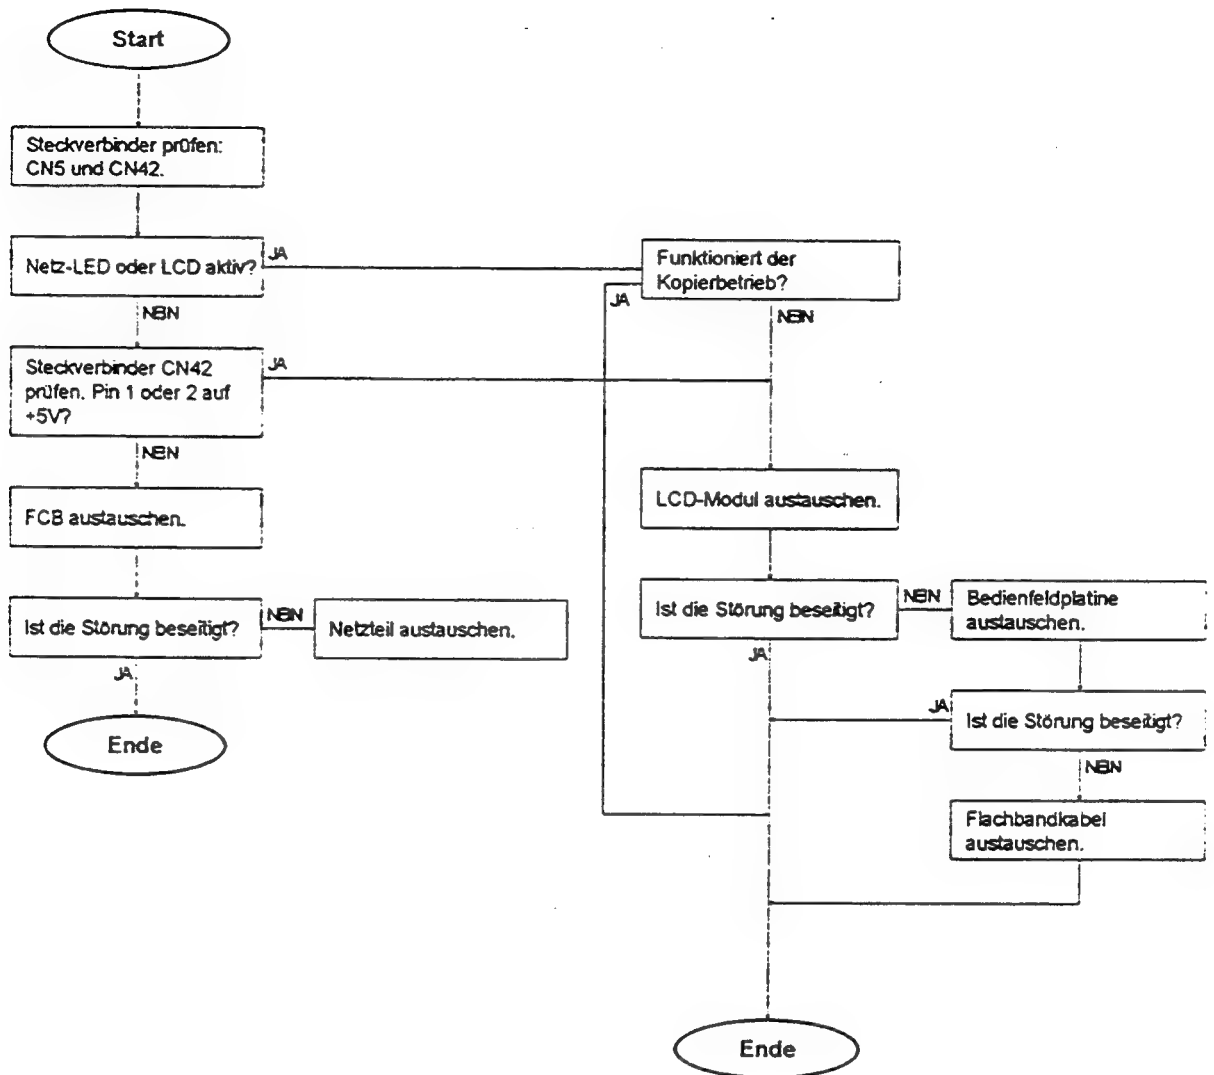 Start
Steckverbinder prüfen:
CN5 und CN42.
Netz-LED oder LCD aktiv?
JA
NEIN
Funktioniert der
Kopierbetrieb?
JA
NEIN
Steckverbinder CN42
prüfen. Pin 1 oder 2 auf
+5V?
JA
NEIN
FCB austauschen.
LCD-Modul austauschen.
Ist die Störung beseitigt?
NEIN
Netzteil austauschen.
JA
Ende
Ist die Störung beseitigt?
NEIN
Bedienfeldplatine
austauschen.
JA
JA
Ist die Störung beseitigt?
NEIN
Flachbandkabel
austauschen.
Ende